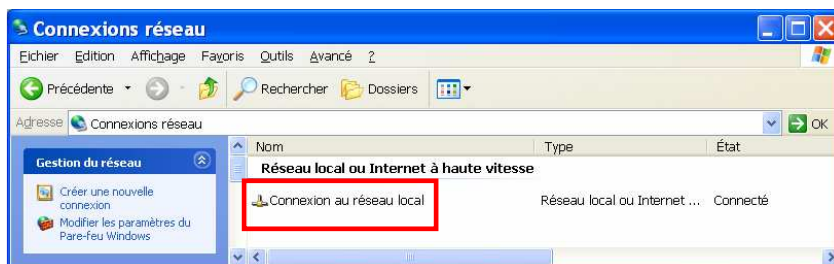 Connexions réseau
Fichier Edition Affichage Favoris Outils Avancé ?
Précédente Rechercher Dossiers
Adresse Connexions réseau OK
Nom Type État
Gestion du réseau
Réseau local ou Internet à haute vitesse
Créer une nouvelle
connexion
Connexion au réseau local Réseau local ou Internet ... Connecté
Modifier les paramètres du
Pare-feu Windows